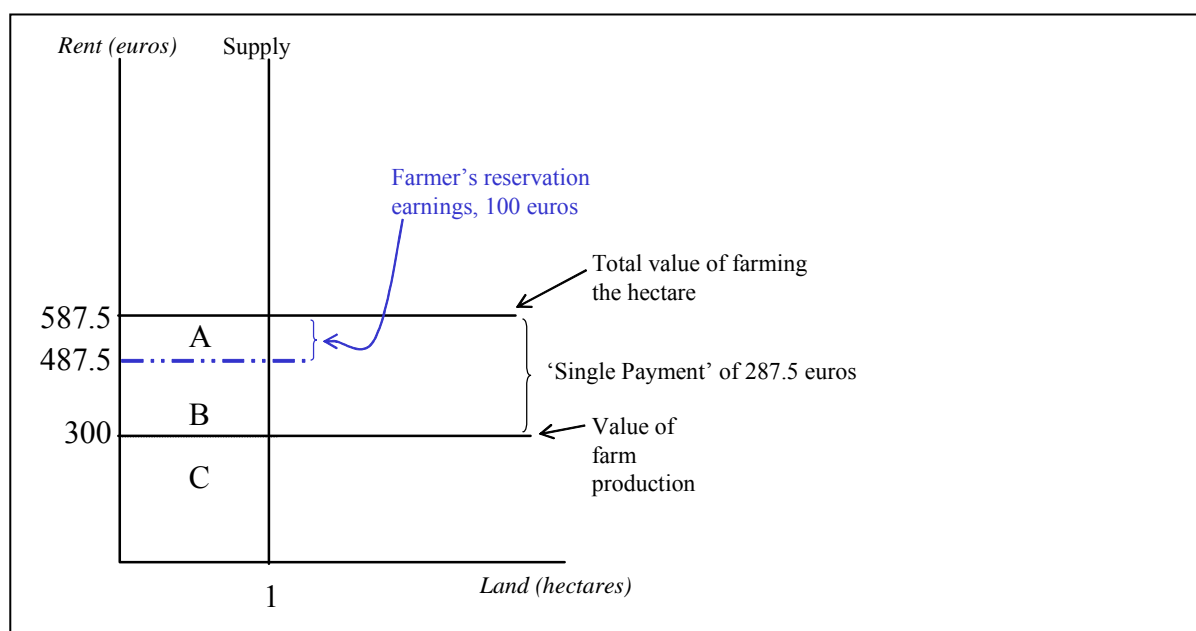 Rent (euros) Supply
Farmer’s reservation
earnings, 100 euros
Total value of farming
the hectare
587.5
A
487.5
‘Single Payment’ of 287.5 euros
B
300
Value of
farm
production
C
Land (hectares)
1